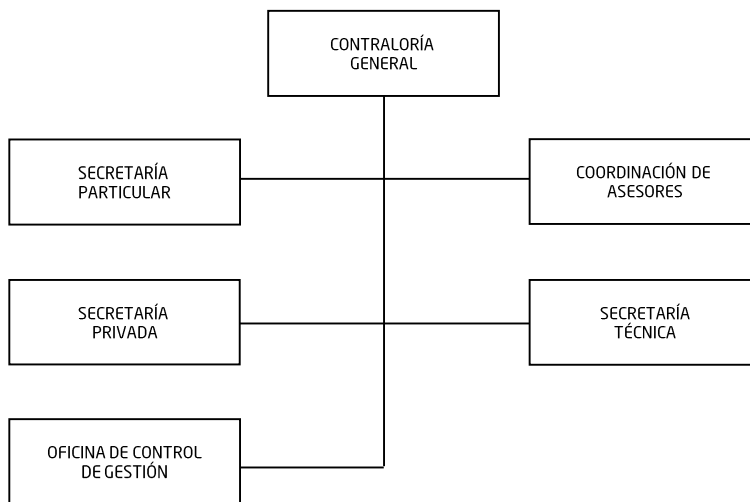 CONTRALORÍA
GENERAL
SECRETARÍA
PARTICULAR
COORDINACIÓN DE
ASESORES
SECRETARÍA
PRIVADA
SECRETARÍA
TÉCNICA
OFICINA DE CONTROL
DE GESTIÓN